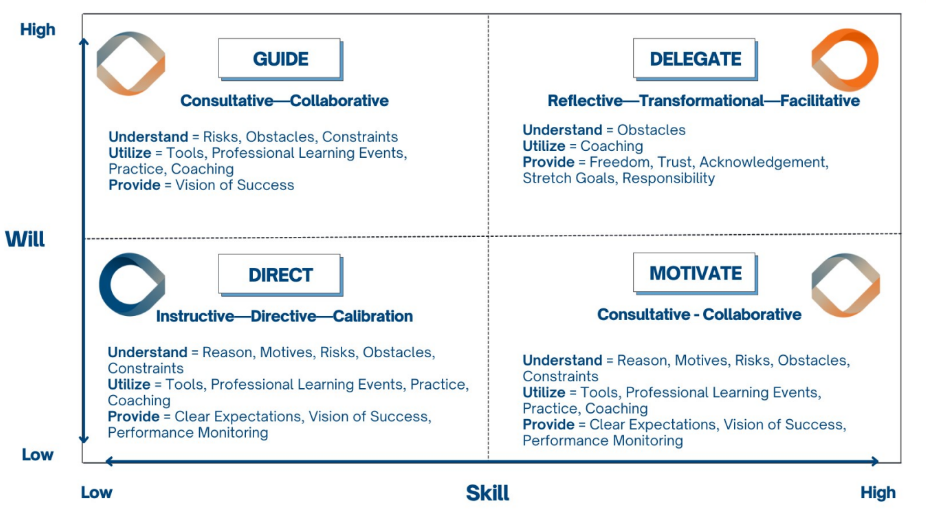 High
GUIDE
Consultative—Collaborative
Understand = Risks, Obstacles, Constraints
Utilize = Tools, Professional Learning Events,
Practice, Coaching
Provide = Vision of Success
DELEGATE
Reflective—Transformational—Facilitative
Understand = Obstacles
Utilize = Coaching
Provide = Freedom, Trust, Acknowledgement,
Stretch Goals, Responsibility
Will
DIRECT
Instructive—Directive—Calibration
Understand = Reason, Motives, Risks, Obstacles,
Constraints
Utilize = Tools, Professional Learning Events, Practice,
Coaching
Provide = Clear Expectations, Vision of Success,
Performance Monitoring
MOTIVATE
Consultative - Collaborative
Understand = Reason, Motives, Risks, Obstacles,
Constraints
Utilize = Tools, Professional Learning Events,
Practice, Coaching
Provide = Clear Expectations, Vision of Success,
Performance Monitoring
Low
Low
Skill
High